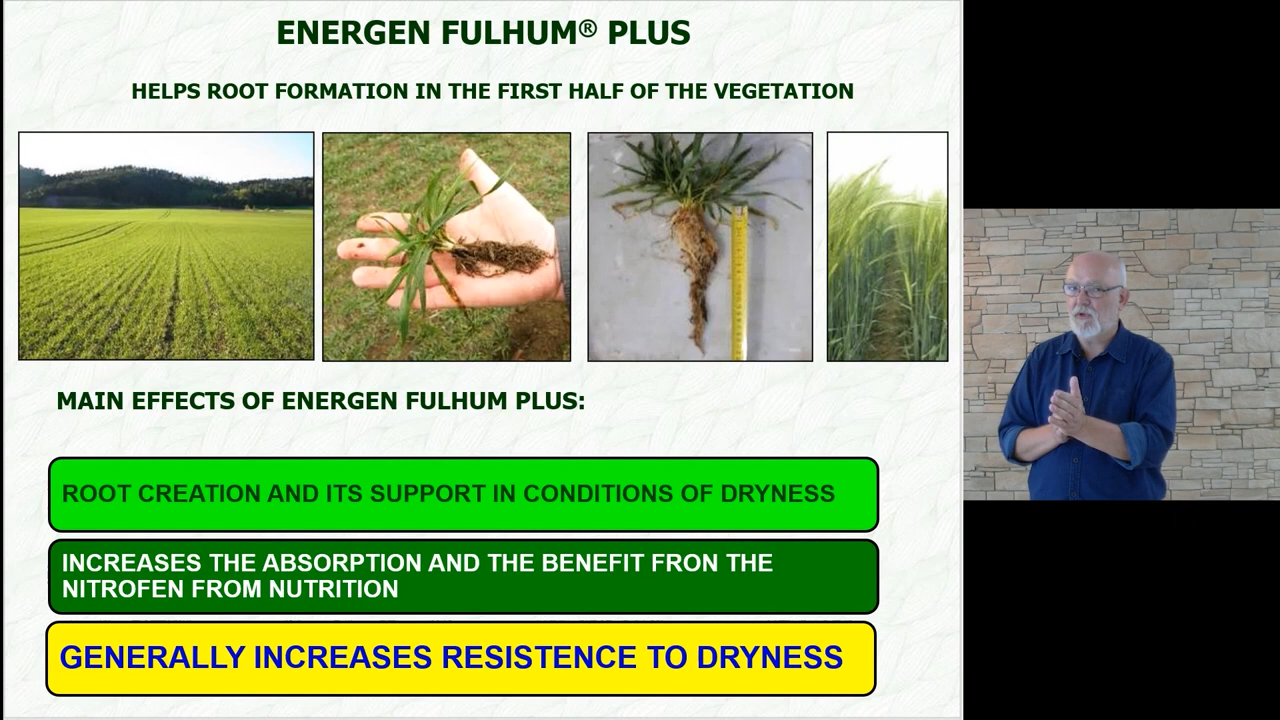 ENERGEN FULHUM® PLUS
HELPS ROOT FORMATION IN THE FIRST HALF OF THE VEGETATION
MAIN EFFECTS OF ENERGEN FULHUM PLUS:
ROOT CREATION AND ITS SUPPORT IN CONDITIONS OF DRYNESS
INCREASES THE ABSORPTION AND THE BENEFIT FRON THE
NITROFEN FROM NUTRITION
GENERALLY INCREASES RESISTENCE TO DRYNESS